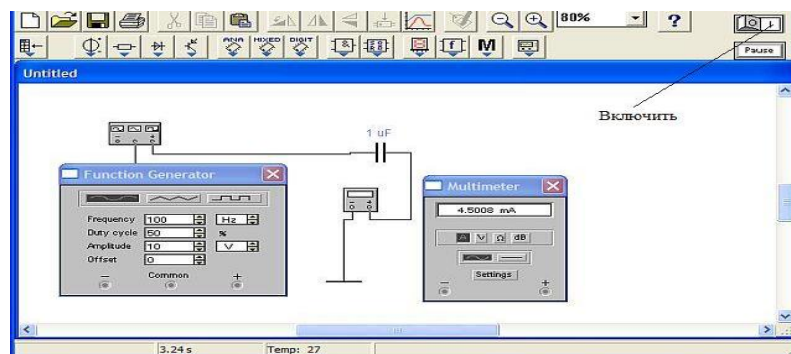 80%
?
ANA MIXED DIGIT
&
f
M
Pause
Untitled
Включить
1 uF
Function Generator
Frequency 100 Hz
Duty cycle 50 %
Amplitude 10 V
Offset 0
− Common +
Multimeter
4.5008 mA
A V Ω dB
Settings
− +
3.24 s Temp: 27